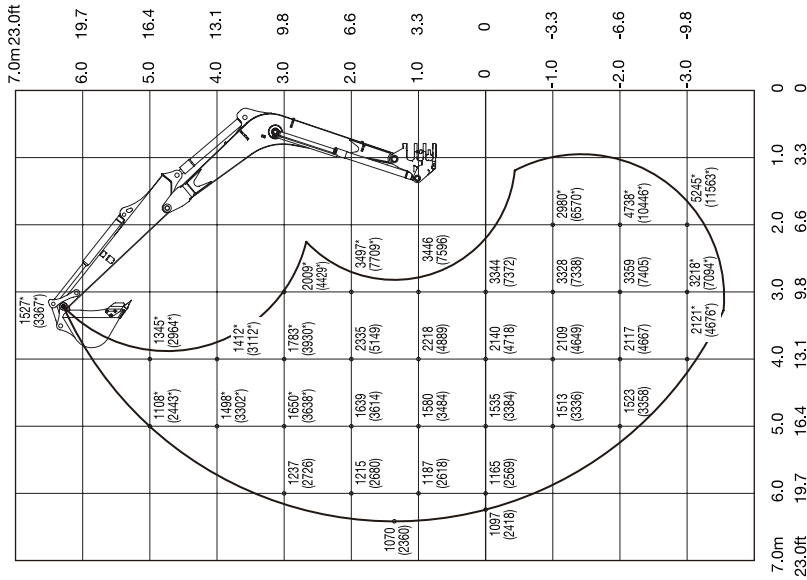 7.0m 23.0ft
1527*
(3367*)
6.0 19.7
1108* 1345* 5.0 16.4
(2443*) (2964*)
1498* 1412* 4.0 13.1
(3302*) (3112*)
1237 1650* 1783* 2009* 3.0 9.8
(2726) (3638*) (3930*) (4429*)
1215 1639 2335 3497* 2.0 6.6
(2680) (3614) (5149) (7709*)
1070
(2360)
1187 1580 2218 3446 1.0 3.3
(2618) (3484) (4889) (7596)
1097 1165 1535 2140 3344 0 0
(2418) (2569) (3384) (4718) (7372)
1513 2109 3328 2980* -1.0 -3.3
(3336) (4649) (7338) (6570*)
1523 2117 3359 4738* -2.0 -6.6
(3358) (4667) (7405) (10446*)
2121* 3218* 5245* -3.0 -9.8
(4676*) (7094*) (11563*)
7.0m 6.0 5.0 4.0 3.0 2.0 1.0 0
23.0ft 19.7 16.4 13.1 9.8 6.6 3.3 0